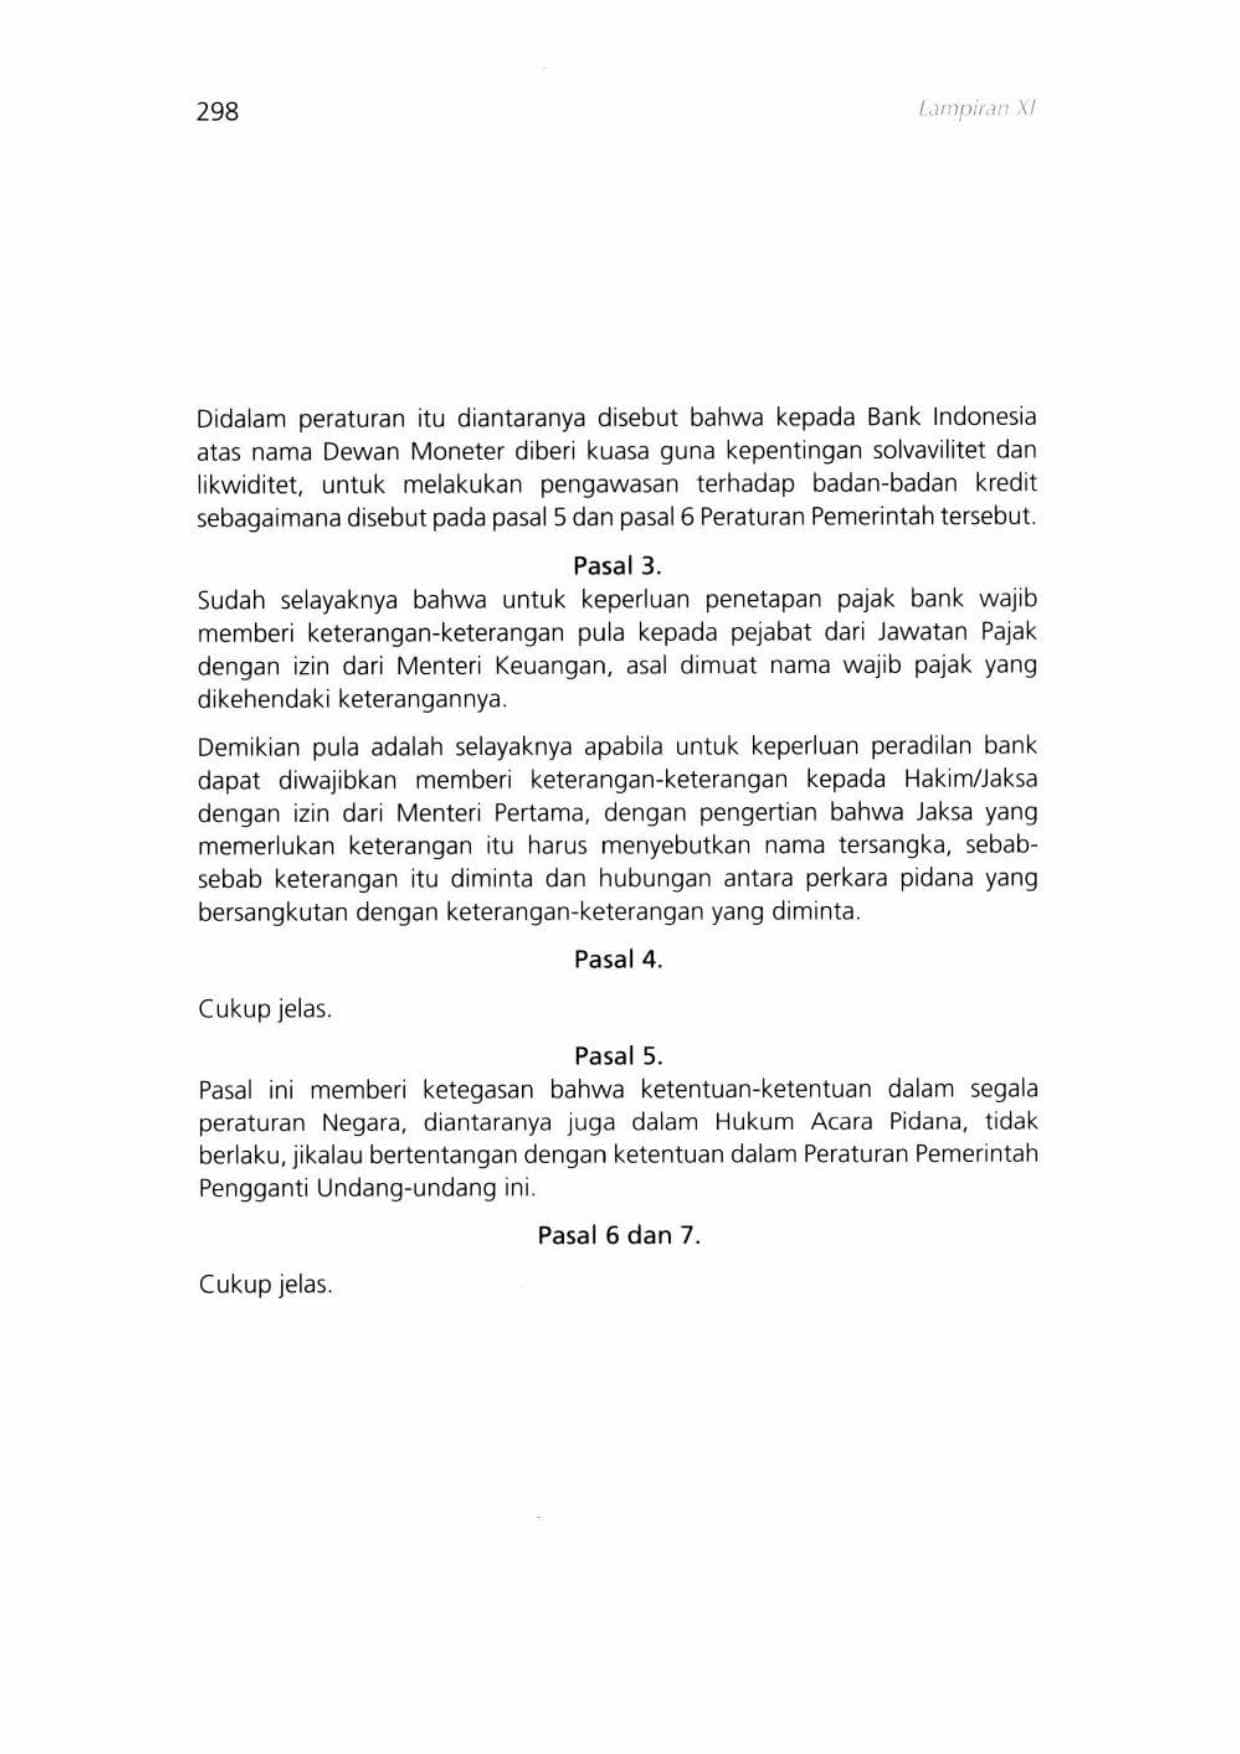 298
Lampiran XI
Didalam peraturan itu diantaranya disebut bahwa kepada Bank Indonesia
atas nama Dewan Moneter diberi kuasa guna kepentingan solvavilitet dan
likwiditet, untuk melakukan pengawasan terhadap badan-badan kredit
sebagaimana disebut pada pasal 5 dan pasal 6 Peraturan Pemerintah tersebut.
Pasal 3.
Sudah selayaknya bahwa untuk keperluan penetapan pajak bank wajib
memberi keterangan-keterangan pula kepada pejabat dari Jawatan Pajak
dengan izin dari Menteri Keuangan, asal dimuat nama wajib pajak yang
dikehendaki keterangannya.
Demikian pula adalah selayaknya apabila untuk keperluan peradilan bank
dapat diwajibkan memberi keterangan-keterangan kepada Hakim/Jaksa
dengan izin dari Menteri Pertama, dengan pengertian bahwa Jaksa yang
memerlukan keterangan itu harus menyebutkan nama tersangka, sebab-
sebab keterangan itu diminta dan hubungan antara perkara pidana yang
bersangkutan dengan keterangan-keterangan yang diminta.
Pasal 4.
Cukup jelas.
Pasal 5.
Pasal ini memberi ketegasan bahwa ketentuan-ketentuan dalam segala
peraturan Negara, diantaranya juga dalam Hukum Acara Pidana, tidak
berlaku, jikalau bertentangan dengan ketentuan dalam Peraturan Pemerintah
Pengganti Undang-undang ini.
Pasal 6 dan 7.
Cukup jelas.